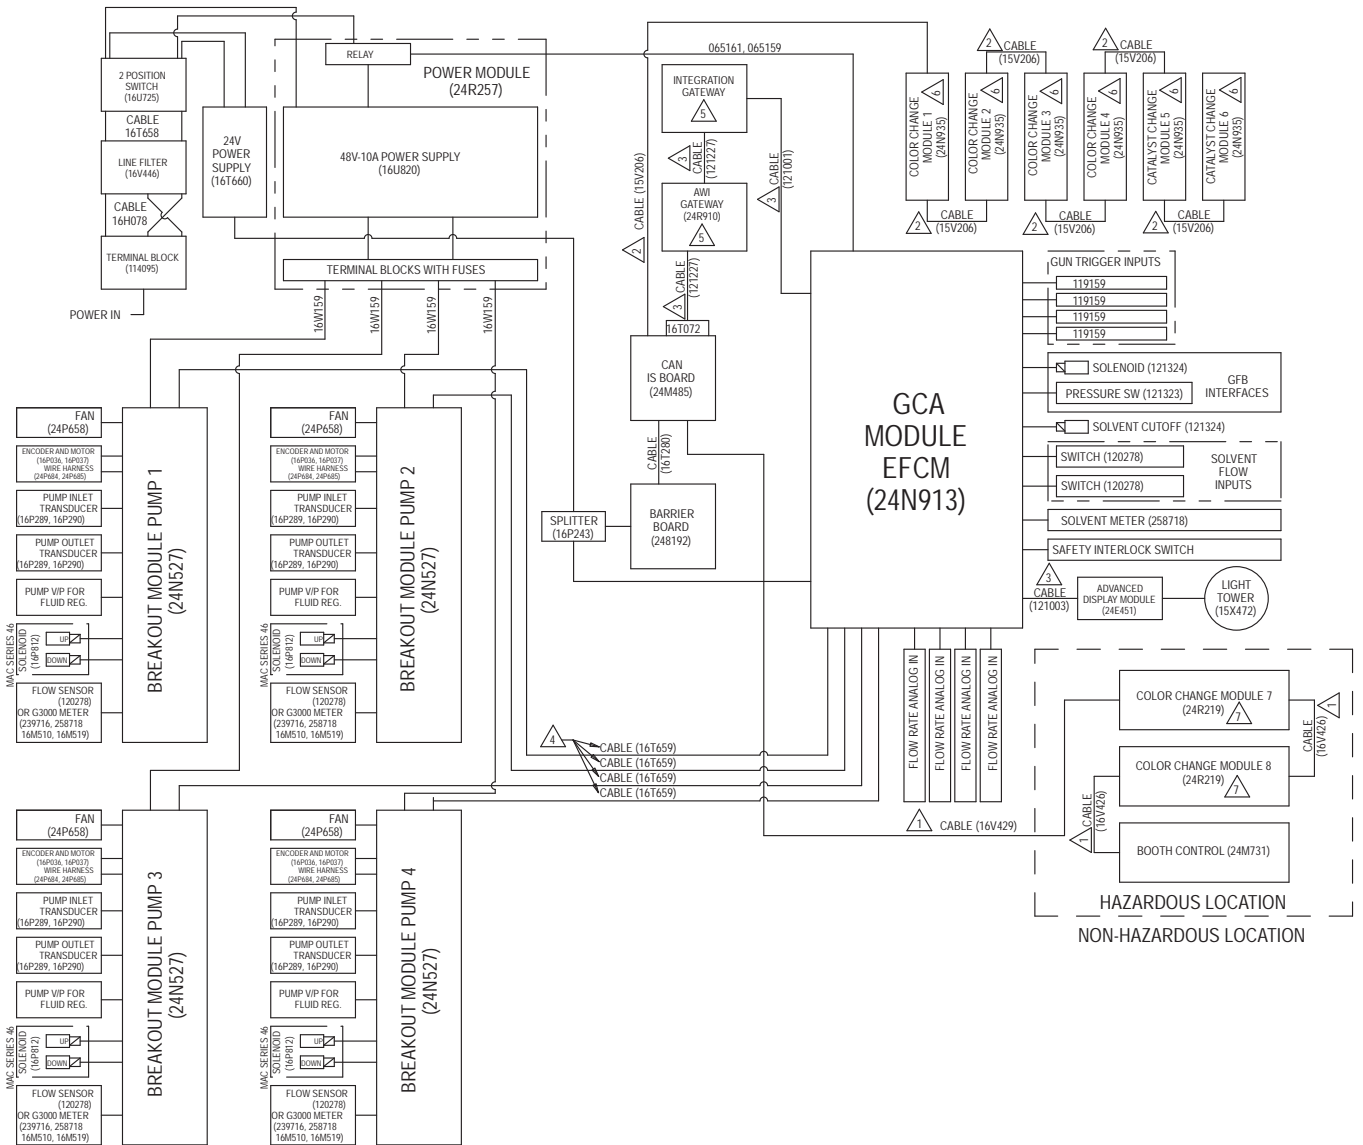 2 POSITION
SWITCH
(16U725)
CABLE
16T658
LINE FILTER
(16V446)
CABLE
16H078
TERMINAL BLOCK
(114095)
POWER IN
24V
POWER
SUPPLY
(16T660)
RELAY
POWER MODULE
(24R257)
48V-10A POWER SUPPLY
(16U820)
TERMINAL BLOCKS WITH FUSES
16W159
16W159
16W159
16W159
065161, 065159
INTEGRATION
GATEWAY
5
3
CABLE
(121227)
AWI
GATEWAY
(24R910)
5
3
CABLE
(121227)
16T072
CABLE (15V206)
2
3
CABLE
(121001)
CAN
IS BOARD
(24M485)
CABLE
(16T280)
SPLITTER
(16P243)
BARRIER
BOARD
(248192)
GCA
MODULE
EFCM
(24N913)
2
CABLE
(15V206)
2
CABLE
(15V206)
COLOR CHANGE
MODULE 1
(24N935)
6
COLOR CHANGE
MODULE 2
(24N935)
6
COLOR CHANGE
MODULE 3
(24N935)
6
COLOR CHANGE
MODULE 4
(24N935)
6
CATALYST CHANGE
MODULE 5
(24N935)
6
CATALYST CHANGE
MODULE 6
(24N935)
6
2
CABLE
(15V206)
2
CABLE
(15V206)
2
CABLE
(15V206)
GUN TRIGGER INPUTS
119159
119159
119159
119159
SOLENOID (121324)
PRESSURE SW (121323)
GFB
INTERFACES
SOLVENT CUTOFF (121324)
SWITCH (120278)
SWITCH (120278)
SOLVENT
FLOW
INPUTS
SOLVENT METER (258718)
SAFETY INTERLOCK SWITCH
3
CABLE
(121003)
ADVANCED
DISPLAY MODULE
(24E451)
LIGHT
TOWER
(15X472)
FLOW RATE ANALOG IN
FLOW RATE ANALOG IN
FLOW RATE ANALOG IN
FLOW RATE ANALOG IN
COLOR CHANGE MODULE 7
(24R219)
7
1
CABLE
(16V426)
COLOR CHANGE MODULE 8
(24R219)
7
1
CABLE
(16V426)
BOOTH CONTROL (24M731)
HAZARDOUS LOCATION
NON-HAZARDOUS LOCATION
1
CABLE (16V429)
4
CABLE (16T659)
CABLE (16T659)
CABLE (16T659)
CABLE (16T659)
FAN
(24P658)
ENCODER AND MOTOR
(16P036, 16P037)
WIRE HARNESS
(24P684, 24P685)
PUMP INLET
TRANSDUCER
(16P289, 16P290)
PUMP OUTLET
TRANSDUCER
(16P289, 16P290)
PUMP V/P FOR
FLUID REG.
MAC SERIES 46
SOLENOID
(16P812)
UP
DOWN
FLOW SENSOR
(120278)
OR G3000 METER
(239716, 258718
16M510, 16M519)
BREAKOUT MODULE PUMP 1
(24N527)
FAN
(24P658)
ENCODER AND MOTOR
(16P036, 16P037)
WIRE HARNESS
(24P684, 24P685)
PUMP INLET
TRANSDUCER
(16P289, 16P290)
PUMP OUTLET
TRANSDUCER
(16P289, 16P290)
PUMP V/P FOR
FLUID REG.
MAC SERIES 46
SOLENOID
(16P812)
UP
DOWN
FLOW SENSOR
(120278)
OR G3000 METER
(239716, 258718
16M510, 16M519)
BREAKOUT MODULE PUMP 2
(24N527)
FAN
(24P658)
ENCODER AND MOTOR
(16P036, 16P037)
WIRE HARNESS
(24P684, 24P685)
PUMP INLET
TRANSDUCER
(16P289, 16P290)
PUMP OUTLET
TRANSDUCER
(16P289, 16P290)
PUMP V/P FOR
FLUID REG.
MAC SERIES 46
SOLENOID
(16P812)
UP
DOWN
FLOW SENSOR
(120278)
OR G3000 METER
(239716, 258718
16M510, 16M519)
BREAKOUT MODULE PUMP 3
(24N527)
FAN
(24P658)
ENCODER AND MOTOR
(16P036, 16P037)
WIRE HARNESS
(24P684, 24P685)
PUMP INLET
TRANSDUCER
(16P289, 16P290)
PUMP OUTLET
TRANSDUCER
(16P289, 16P290)
PUMP V/P FOR
FLUID REG.
MAC SERIES 46
SOLENOID
(16P812)
UP
DOWN
FLOW SENSOR
(120278)
OR G3000 METER
(239716, 258718
16M510, 16M519)
BREAKOUT MODULE PUMP 4
(24N527)